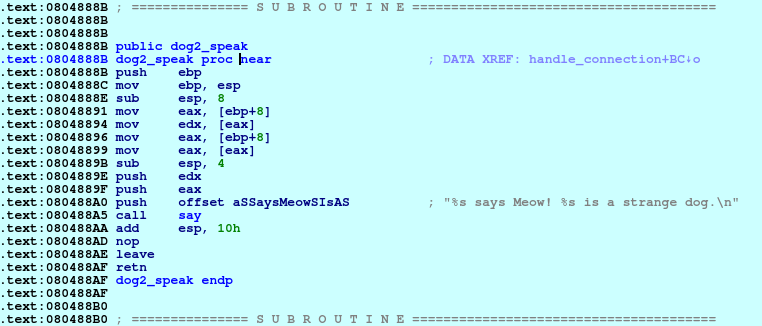 .text:0804888B ; =============== S U B R O U T I N E =======================================
.text:0804888B
.text:0804888B
.text:0804888B public dog2_speak
.text:0804888B dog2_speak proc near ; DATA XREF: handle_connection+BC↓o
.text:0804888B push ebp
.text:0804888C mov ebp, esp
.text:0804888E sub esp, 8
.text:08048891 mov eax, [ebp+8]
.text:08048894 mov edx, [eax]
.text:08048896 mov eax, [ebp+8]
.text:08048899 mov eax, [eax]
.text:0804889B sub esp, 4
.text:0804889E push edx
.text:0804889F push eax
.text:080488A0 push offset aSSaysMeowSIsAS ; "%s says Meow! %s is a strange dog.\n"
.text:080488A5 call say
.text:080488AA add esp, 10h
.text:080488AD nop
.text:080488AE leave
.text:080488AF retn
.text:080488AF dog2_speak endp
.text:080488AF
.text:080488B0
.text:080488B0 ; =============== S U B R O U T I N E =======================================